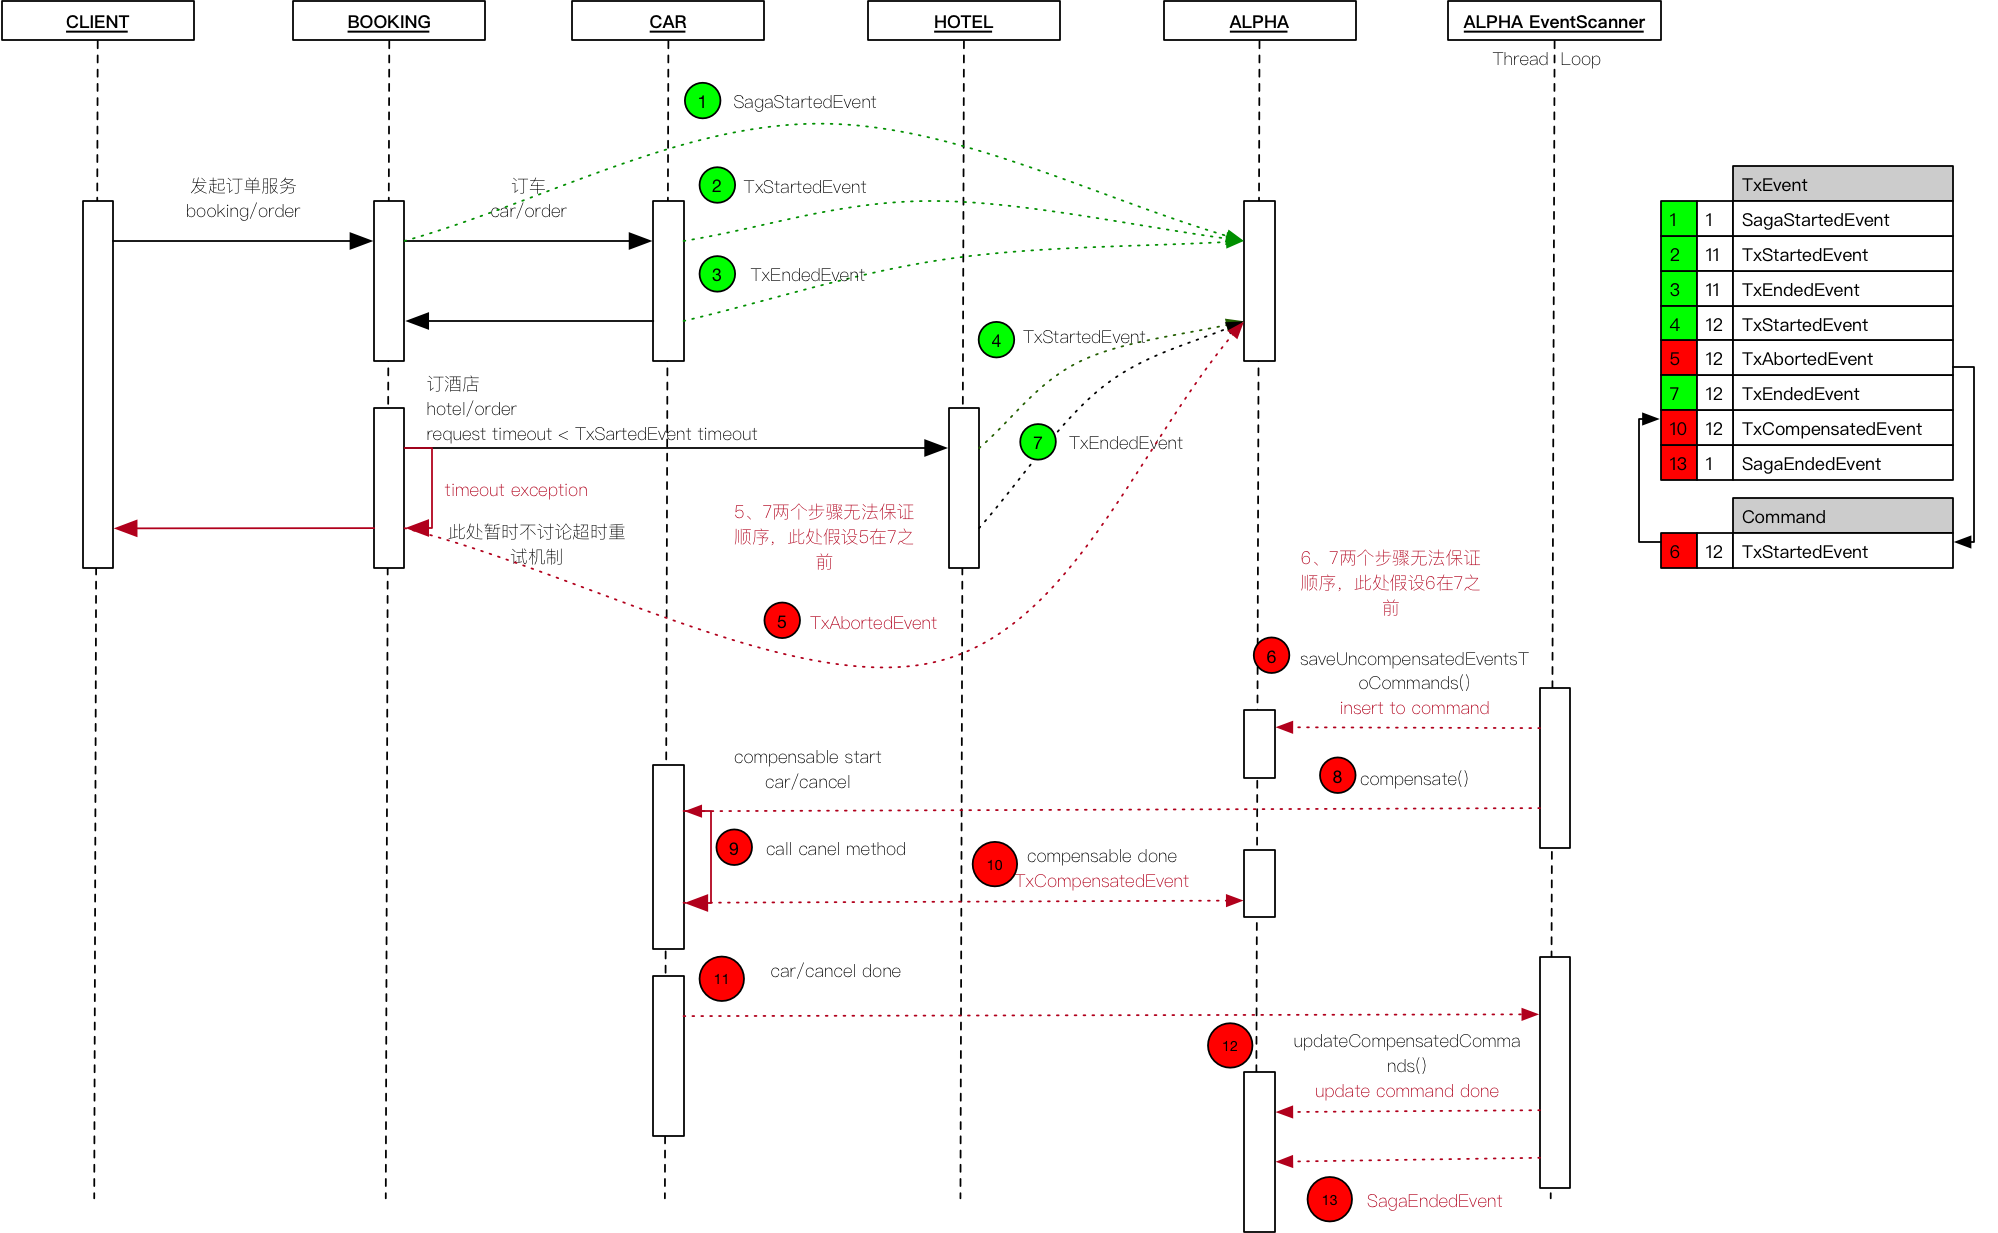 CLIENT
BOOKING
CAR
HOTEL
ALPHA
ALPHA EventScanner
Thread Loop
1 SagaStartedEvent
发起订单服务
booking/order
订车
car/order
2 TxStartedEvent
3 TxEndedEvent
4 TxStartedEvent
订酒店
hotel/order
request timeout < TxSartedEvent timeout
7 TxEndedEvent
timeout exception
此处暂时不讨论超时重
试机制
5、7两个步骤无法保证
顺序，此处假设5在7之
前
5 TxAbortedEvent
6、7两个步骤无法保证
顺序，此处假设6在7之
前
6 saveUncompensatedEventsT
oCommands()
insert to command
compensable start
car/cancel
8 compensate()
9 call canel method
10 compensable done
TxCompensatedEvent
11 car/cancel done
12 updateCompensatedComma
nds()
update command done
13 SagaEndedEvent
TxEvent
1 1 SagaStartedEvent
2 11 TxStartedEvent
3 11 TxEndedEvent
4 12 TxStartedEvent
5 12 TxAbortedEvent
7 12 TxEndedEvent
10 12 TxCompensatedEvent
13 1 SagaEndedEvent
Command
6 12 TxStartedEvent